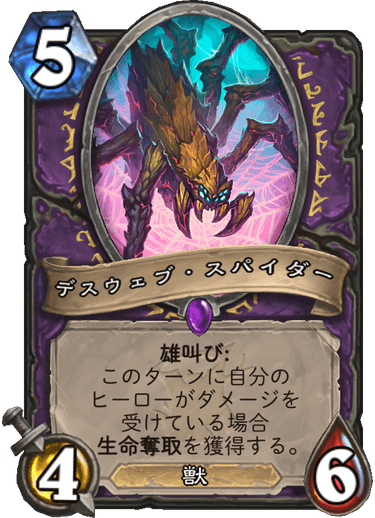 5
デスウェブ・スパイダー
雄叫び:
このターンに自分の
ヒーローがダメージを
受けている場合
生命奪取を獲得する。
4
獣
6